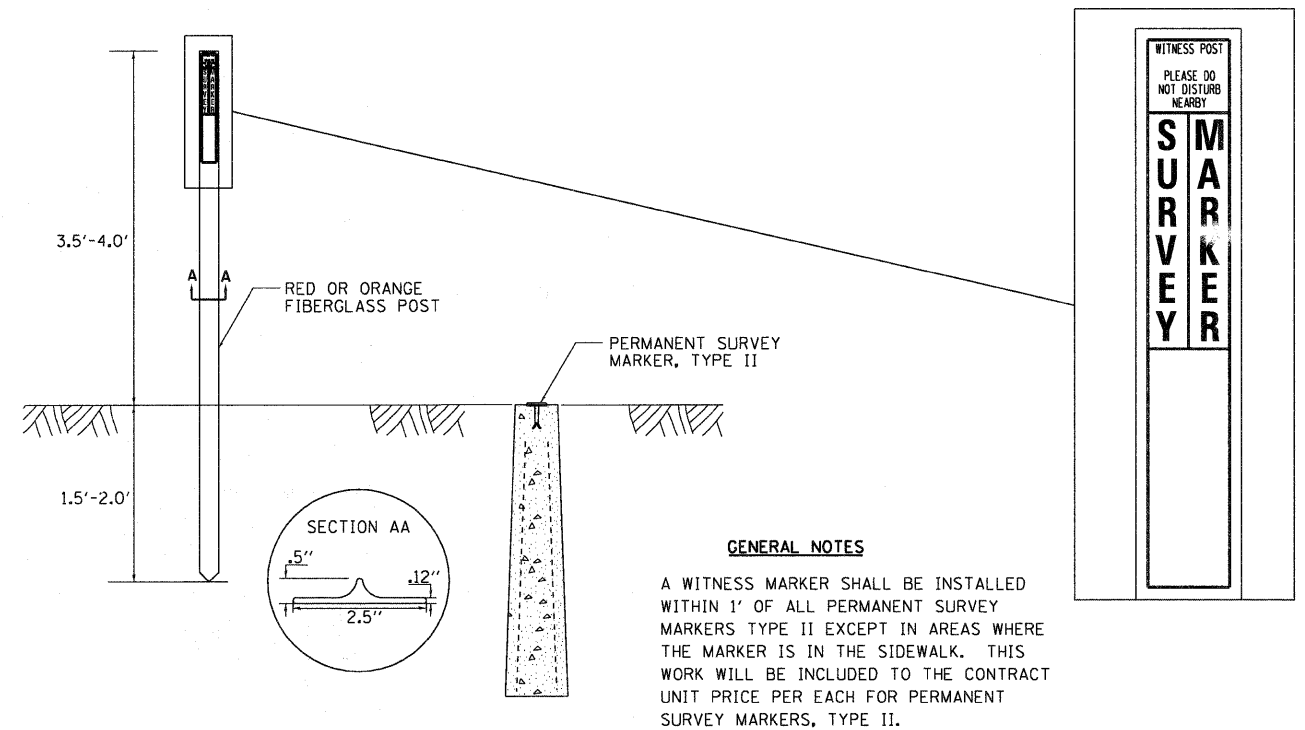 WITNESS POST
PLEASE DO
NOT DISTURB
NEARBY
SURVEY
MARKER
3.5'-4.0'
A A
RED OR ORANGE
FIBERGLASS POST
PERMANENT SURVEY
MARKER, TYPE II
1.5'-2.0'
SECTION AA
.5"
.12"
2.5"
GENERAL NOTES
A WITNESS MARKER SHALL BE INSTALLED
WITHIN 1' OF ALL PERMANENT SURVEY
MARKERS TYPE II EXCEPT IN AREAS WHERE
THE MARKER IS IN THE SIDEWALK. THIS
WORK WILL BE INCLUDED TO THE CONTRACT
UNIT PRICE PER EACH FOR PERMANENT
SURVEY MARKERS, TYPE II.